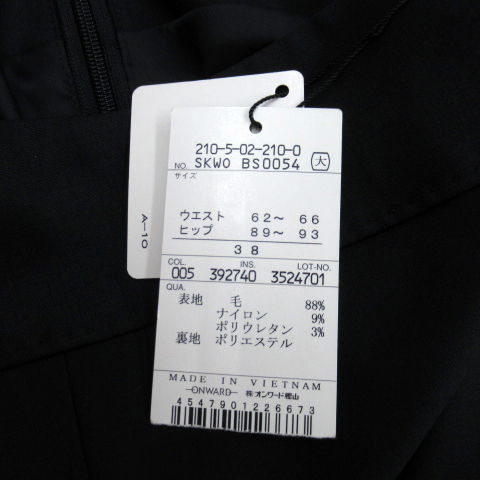 210-5-02-210-0
NO. SKWO BS0054 大
サイズ
ウエスト 62～ 66
ヒップ 89～ 93
38
COL. INS. LOT-NO.
005 392740 3524701
QUA.
表地 毛 88%
ナイロン 9%
ポリウレタン 3%
裏地 ポリエステル
MADE IN VIETNAM
ONWARD ㈱オンワード樫山
4547901226673
A-10